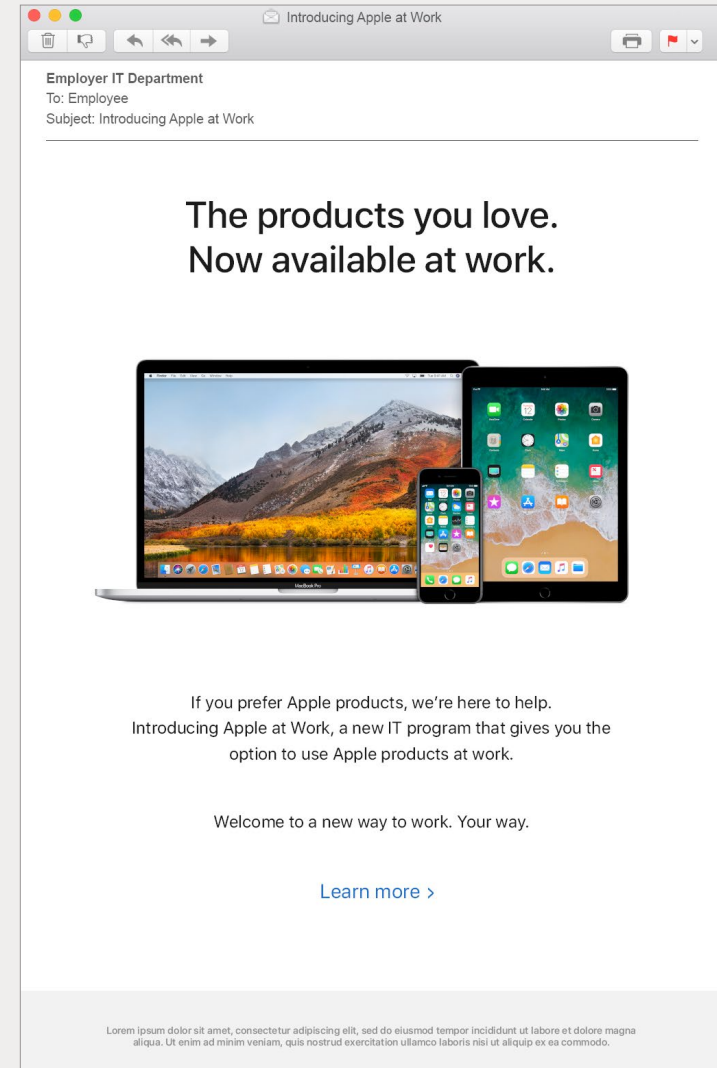 Introducing Apple at Work
Employer IT Department
To: Employee
Subject: Introducing Apple at Work
The products you love.
Now available at work.
MacBook Pro
If you prefer Apple products, we’re here to help.
Introducing Apple at Work, a new IT program that gives you the
option to use Apple products at work.
Welcome to a new way to work. Your way.
Learn more >
Lorem ipsum dolor sit amet, consectetur adipiscing elit, sed do eiusmod tempor incididunt ut labore et dolore magna
aliqua. Ut enim ad minim veniam, quis nostrud exercitation ullamco laboris nisi ut aliquip ex ea commodo.